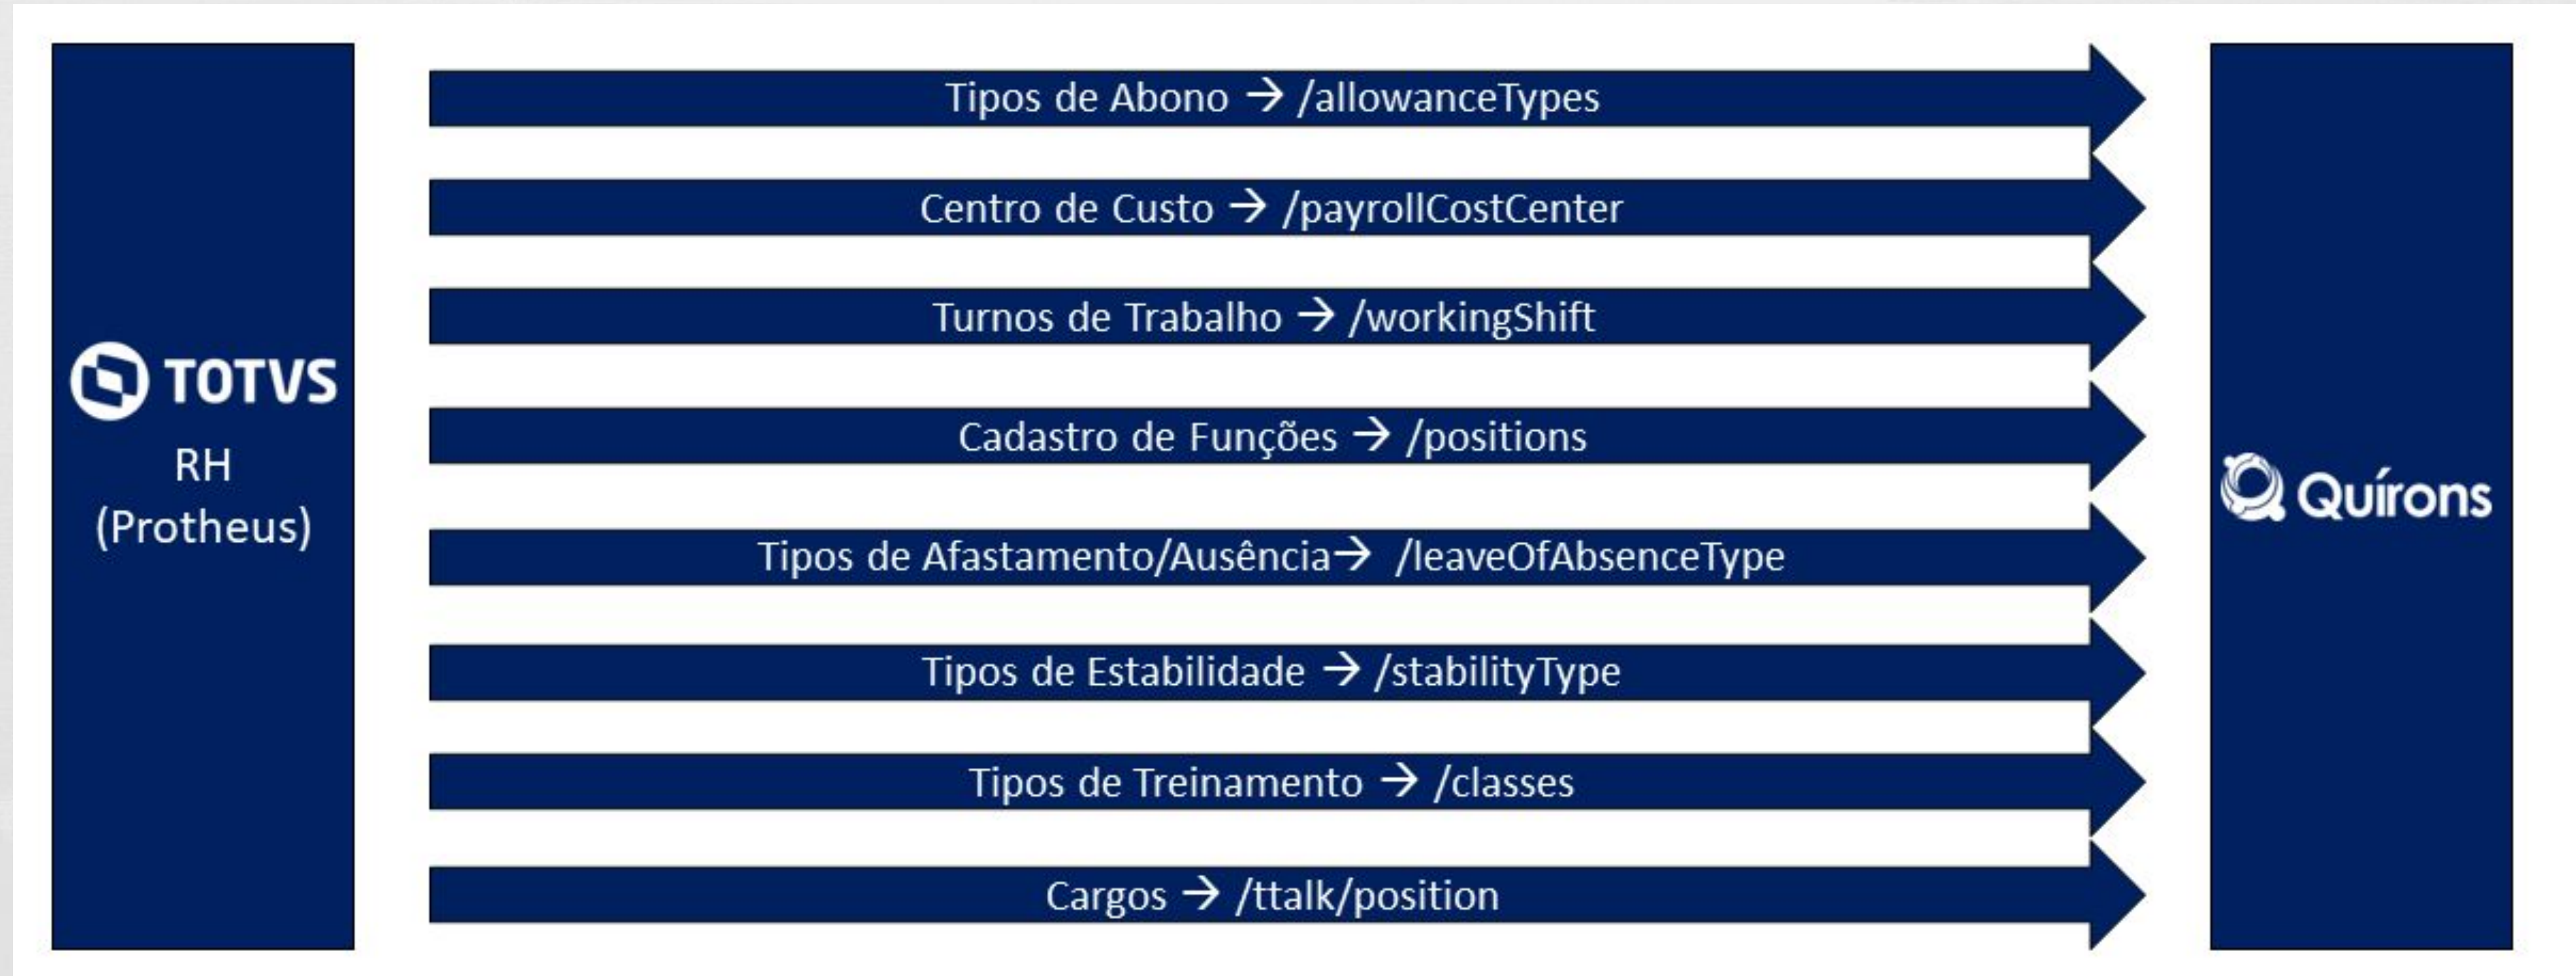 TOTVS
RH
(Protheus)
Tipos de Abono → /allowanceTypes
Centro de Custo → /payrollCostCenter
Turnos de Trabalho → /workingShift
Cadastro de Funções → /positions
Tipos de Afastamento/Ausência→ /leaveOfAbsenceType
Tipos de Estabilidade → /stabilityType
Tipos de Treinamento → /classes
Cargos → /ttalk/position
Quírons